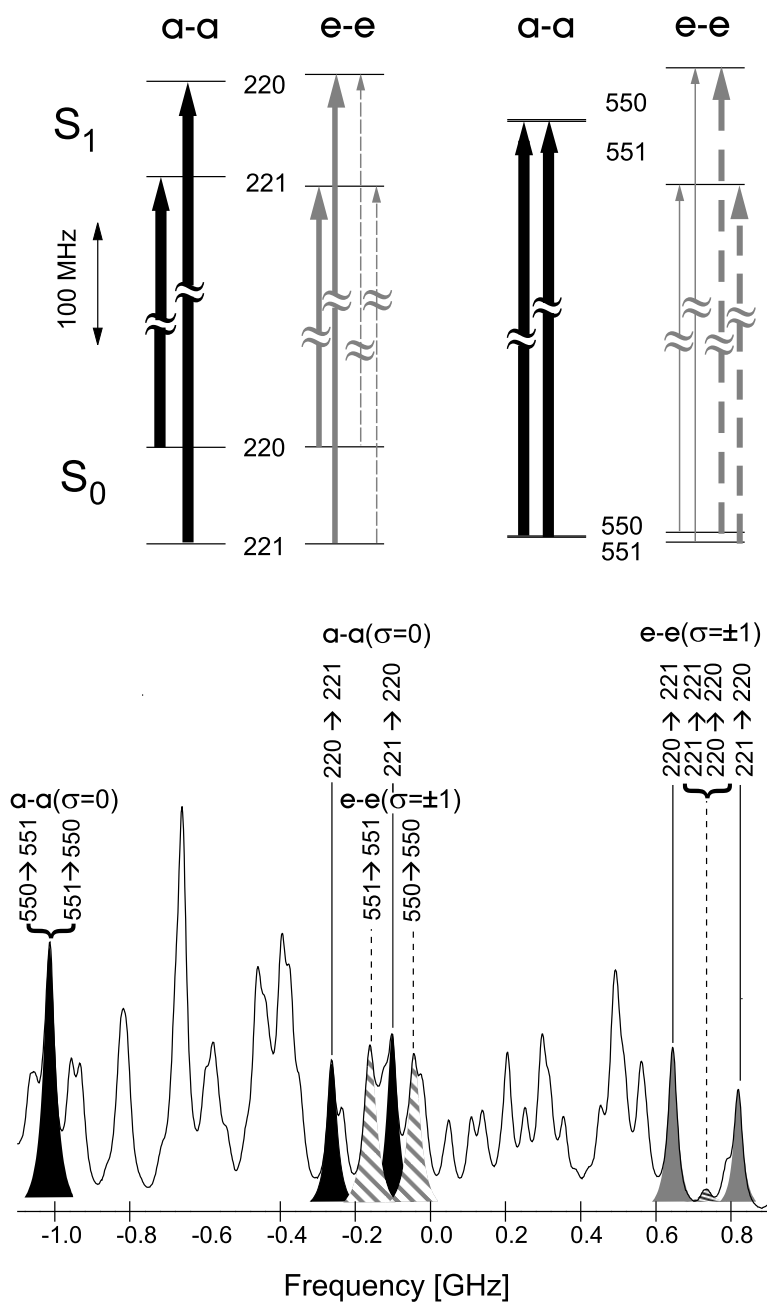 a-a e-e a-a e-e
220
S1
550
551
221
100 MHz
220
S0
550
221
551
a-a(σ=0) e-e(σ=±1)
220→221
221→220
220→221
221→221
220→220
221→220
a-a(σ=0) e-e(σ=±1)
550→551
551→550
551→551
550→550
-1.0 -0.8 -0.6 -0.4 -0.2 0.0 0.2 0.4 0.6 0.8
Frequency [GHz]